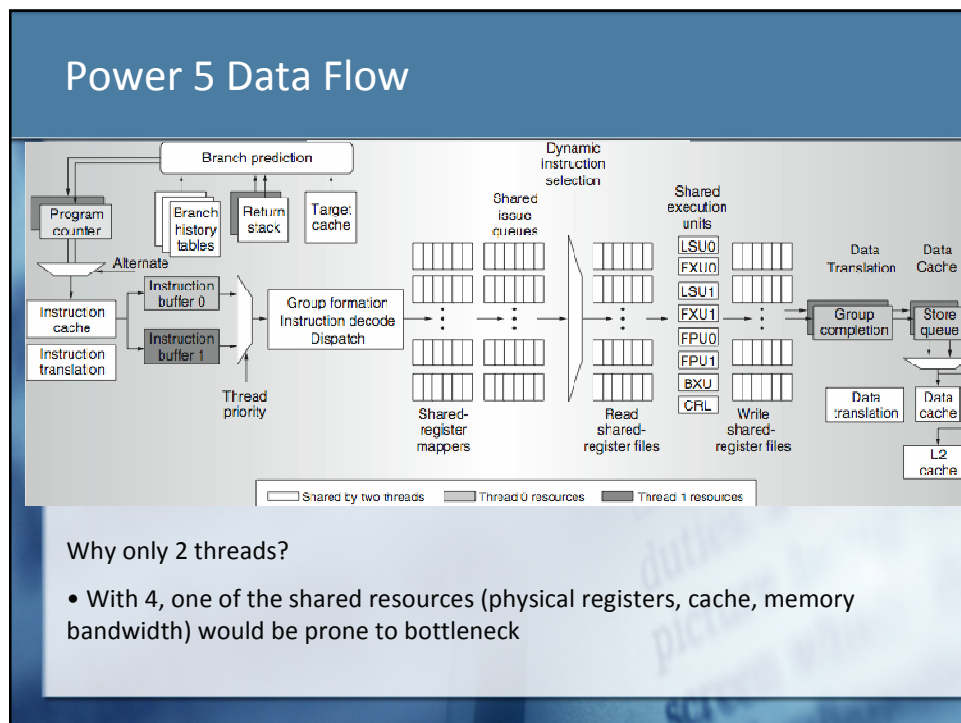 Power 5 Data Flow
Branch prediction
Dynamic
instruction
selection
Program
counter
Branch
history
tables
Return
stack
Target
cache
Shared
issue
queues
Shared
execution
units
Alternate
Instruction
cache
Instruction
translation
Instruction
buffer 0
Instruction
buffer 1
Thread
priority
Group formation
Instruction decode
Dispatch
Shared-
register
mappers
Read
shared-
register files
LSU0
FXU0
LSU1
FXU1
FPU0
FPU1
BXU
CRL
Write
shared-
register files
Data
Translation
Data
Cache
Group
completion
Store
queue
Data
translation
Data
cache
L2
cache
Shared by two threads
Thread 0 resources
Thread 1 resources
Why only 2 threads?
• With 4, one of the shared resources (physical registers, cache, memory
bandwidth) would be prone to bottleneck